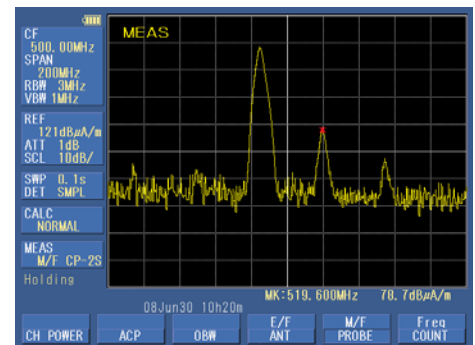 MEAS
CF
500.00MHz
SPAN
200MHz
RBW 3MHz
VBW 1MHz
REF
121dBμA/m
ATT 1dB
SCL 10dB/
SWP 0.1s
DET SMPL
CALC
NORMAL
MEAS
M/F CP-2S
Holding
MK:519.600MHz 78.7dBμA/m
08Jun30 10h20m
CH POWER
ACP
OBW
E/F
ANT
M/F
PROBE
Freq
COUNT